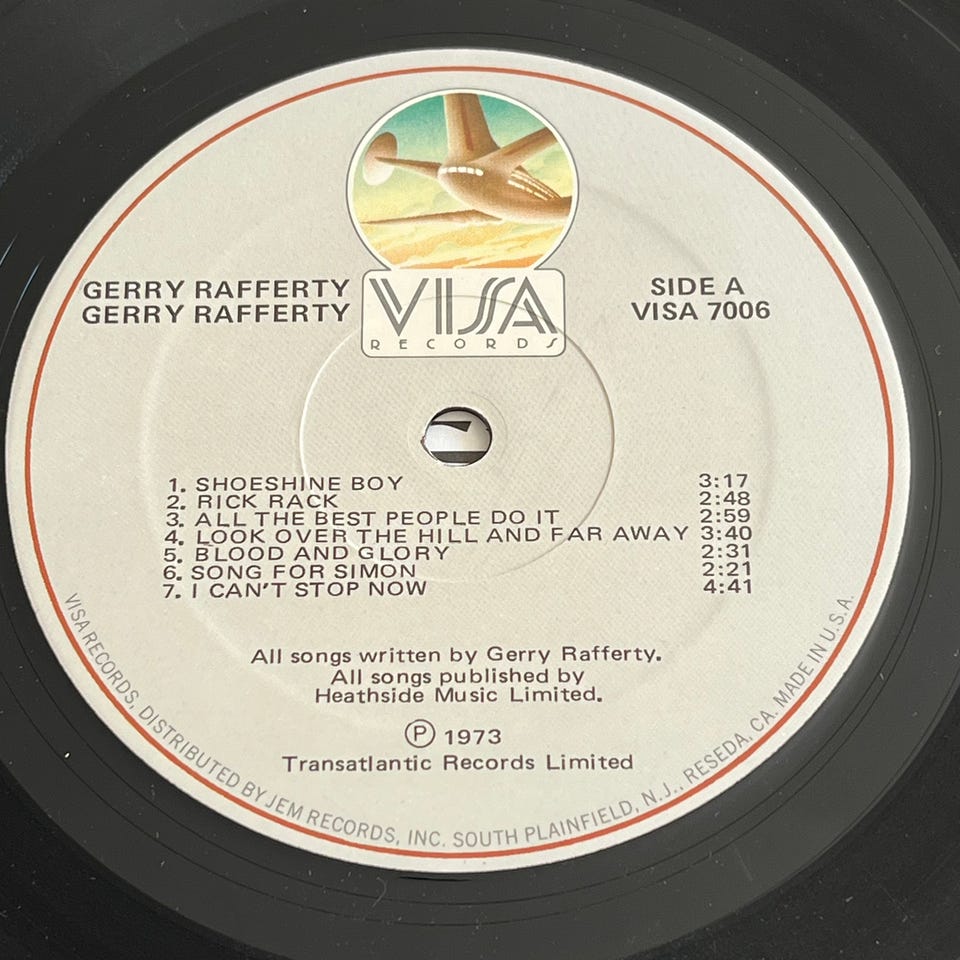 VISA
RECORDS
GERRY RAFFERTY
GERRY RAFFERTY
SIDE A
VISA 7006
1. SHOESHINE BOY 3:17
2. RICK RACK 2:48
3. ALL THE BEST PEOPLE DO IT 2:59
4. LOOK OVER THE HILL AND FAR AWAY 3:40
5. BLOOD AND GLORY 2:31
6. SONG FOR SIMON 2:21
7. I CAN'T STOP NOW 4:41
All songs written by Gerry Rafferty.
All songs published by
Heathside Music Limited.
℗ 1973
Transatlantic Records Limited
VISA RECORDS, DISTRIBUTED BY JEM RECORDS, INC. SOUTH PLAINFIELD, N.J., RESEDA, CA. MADE IN U.S.A.